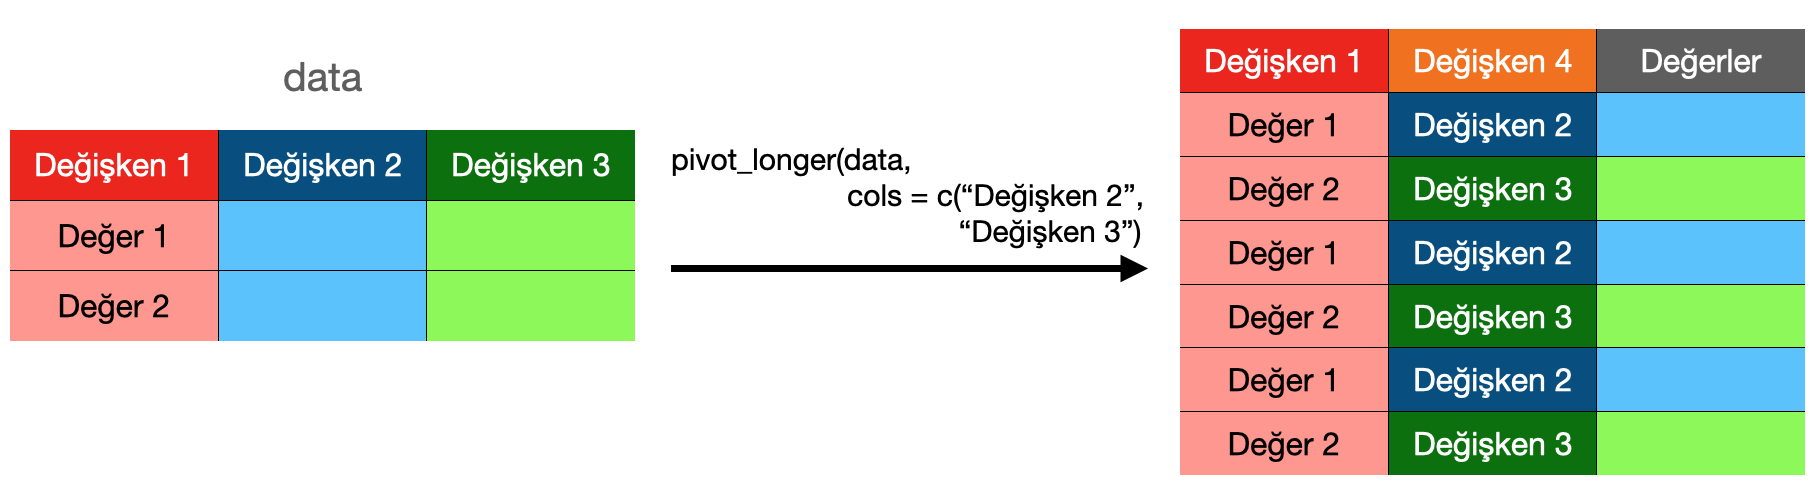 data
Değişken 1 Değişken 2 Değişken 3
Değer 1
Değer 2
pivot_longer(data,
cols = c(“Değişken 2”,
“Değişken 3”)
Değişken 1 Değişken 4 Değerler
Değer 1 Değişken 2
Değer 2 Değişken 3
Değer 1 Değişken 2
Değer 2 Değişken 3
Değer 1 Değişken 2
Değer 2 Değişken 3